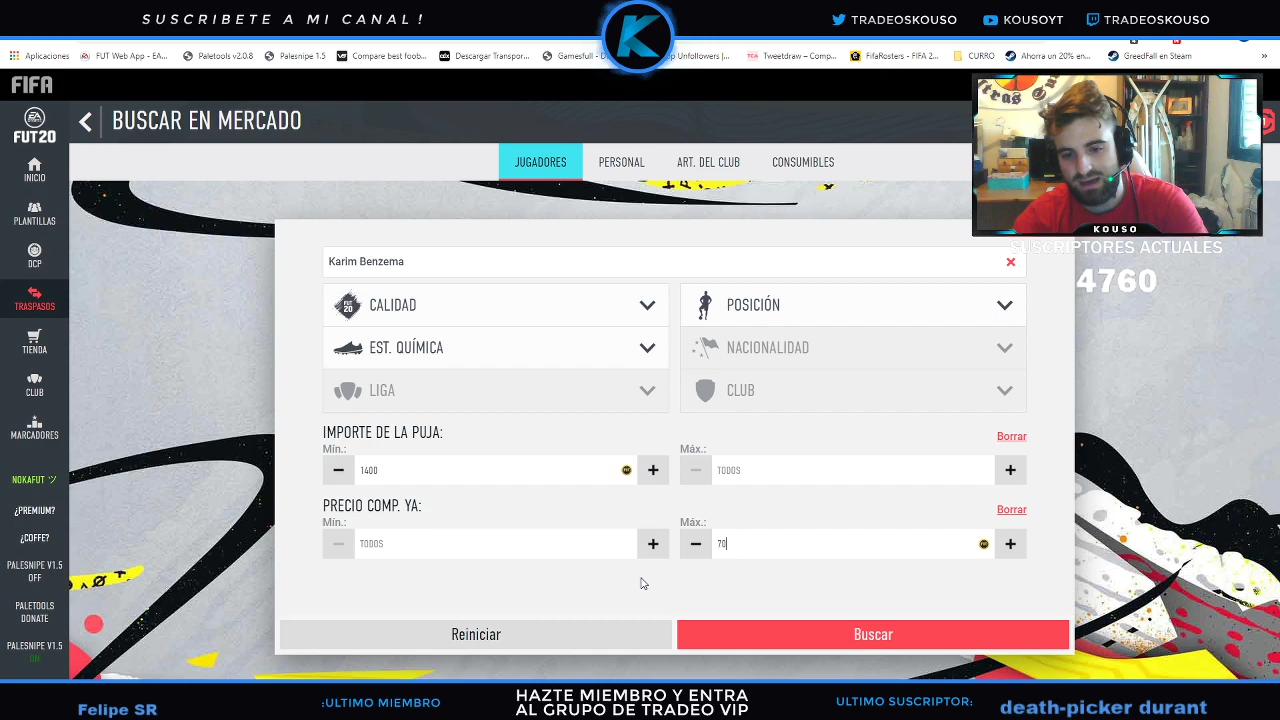 SUSCRIBETE A MI CANAL!
K
TRADEOSKOUSO
KOUSOYT
TRADEOSKOUSO
Aplicaciones
FUT Web App - EA...
Paletools v2.0.8
Palesnipe 1.5
Compare best foob...
Descargar Transpor...
Unfollowers |...
Tweetdraw – Comp...
FifaRosters - FIFA 2...
CURRO
Ahorra un 20% en...
GreedFall en Steam
»
FIFA
EA SPORTS
FUT20
BUSCAR EN MERCADO
INICIO
PLANTILLAS
DCP
TRASPASOS
TIENDA
CLUB
MARCADORES
NOKAFUT ツ
¿PREMIUM?
¿COFFE?
PALESNIPE V1.5
OFF
PALETOOLS
DONATE
PALESNIPE V1.5
ON
JUGADORES
PERSONAL
ART. DEL CLUB
CONSUMIBLES
KOUSO
SUSCRIPTORES ACTUALES
4760
Karim Benzema
CALIDAD
POSICIÓN
EST. QUÍMICA
NACIONALIDAD
LIGA
CLUB
IMPORTE DE LA PUJA:
Borrar
Mín.:
Máx.:
1400
TODOS
PRECIO COMP. YA:
Borrar
Mín.:
Máx.:
TODOS
70
Reiniciar
Buscar
:ULTIMO MIEMBRO
Felipe SR
HAZTE MIEMBRO Y ENTRA
AL GRUPO DE TRADEO VIP
ULTIMO SUSCRIPTOR:
death-picker durant